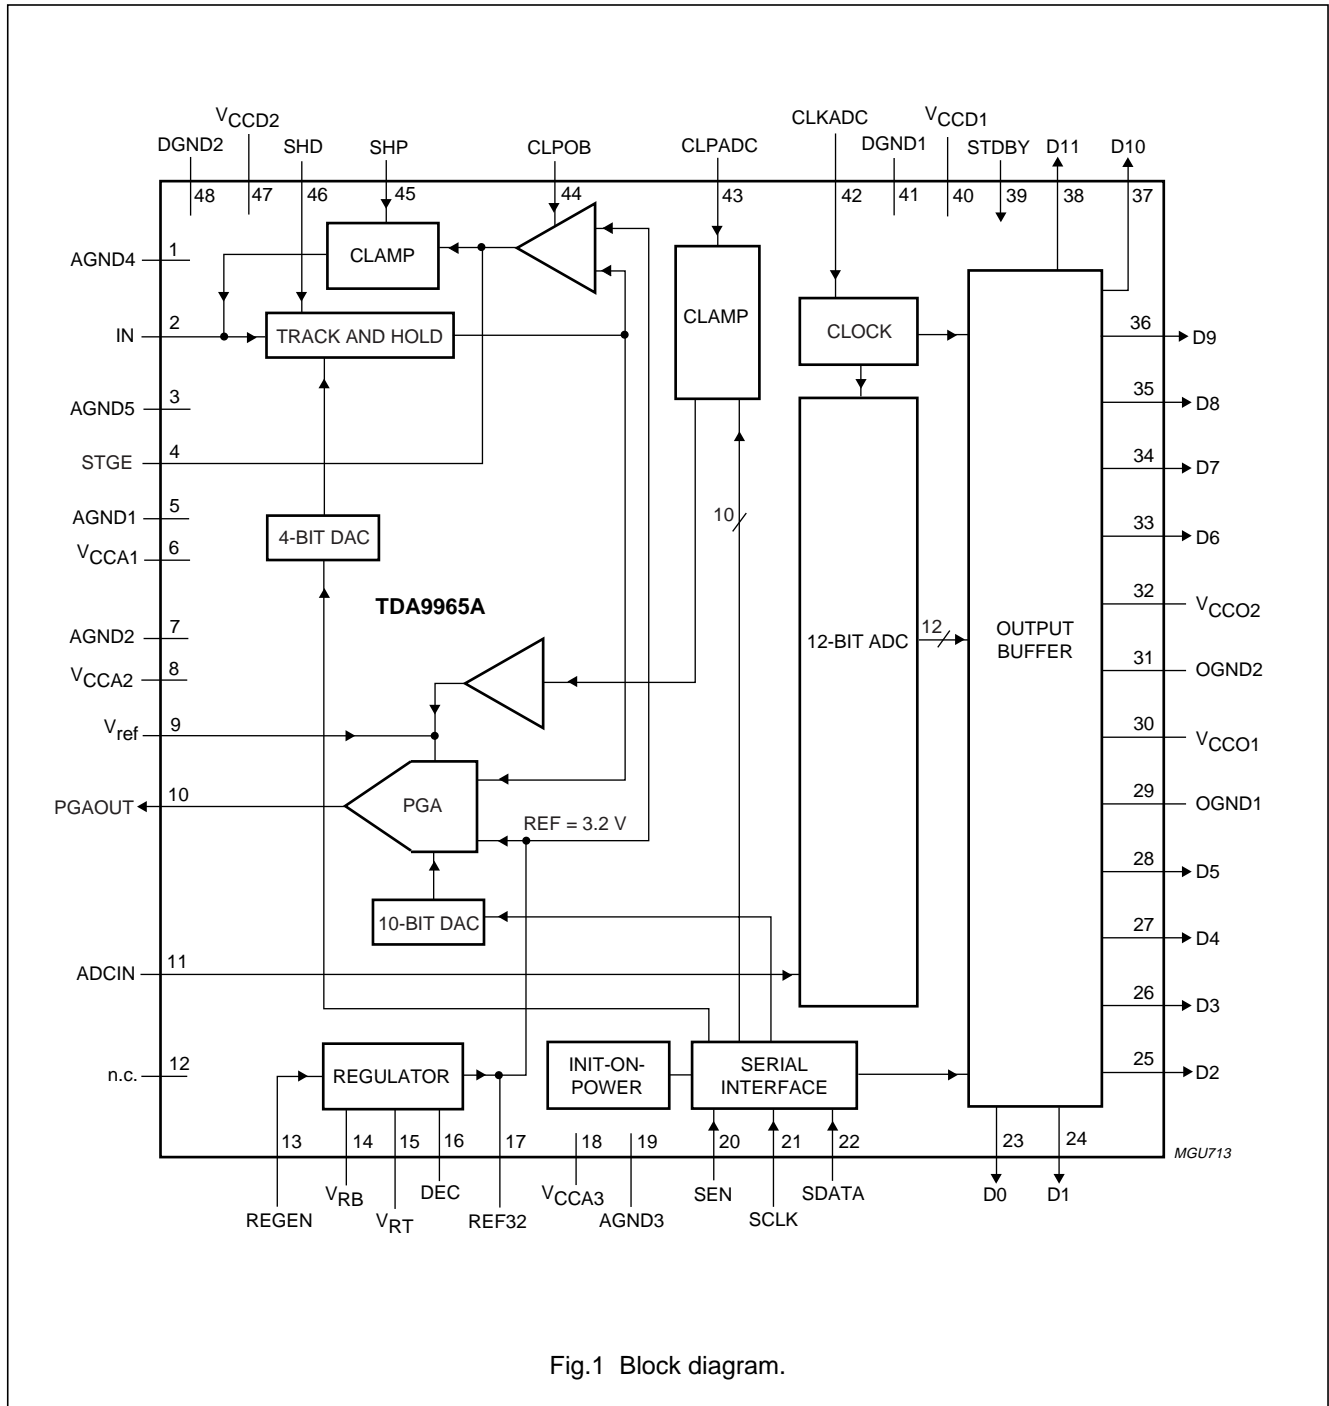 VCCD2
DGND2
SHD
SHP
CLPOB
CLPADC
CLKADC
DGND1
VCCD1
STDBY
D11
D10
48
47
46
45
44
43
42
41
40
39
38
37
AGND4
1
CLAMP
IN
2
TRACK AND HOLD
CLAMP
CLOCK
36
D9
AGND5
3
35
D8
STGE
4
34
D7
AGND1
5
4-BIT DAC
10
33
D6
VCCA1
6
TDA9965A
32
VCCO2
AGND2
7
12-BIT ADC
12
OUTPUT
BUFFER
VCCA2
8
31
OGND2
Vref
9
30
VCCO1
PGAOUT
10
PGA
29
OGND1
REF = 3.2 V
28
D5
10-BIT DAC
27
D4
ADCIN
11
26
D3
n.c.
12
REGULATOR
INIT-ON-
POWER
SERIAL
INTERFACE
25
D2
13
14
15
16
17
18
19
20
21
22
23
24
MGU713
REGEN
VRB
VRT
DEC
REF32
VCCA3
AGND3
SEN
SCLK
SDATA
D0
D1
Fig.1 Block diagram.